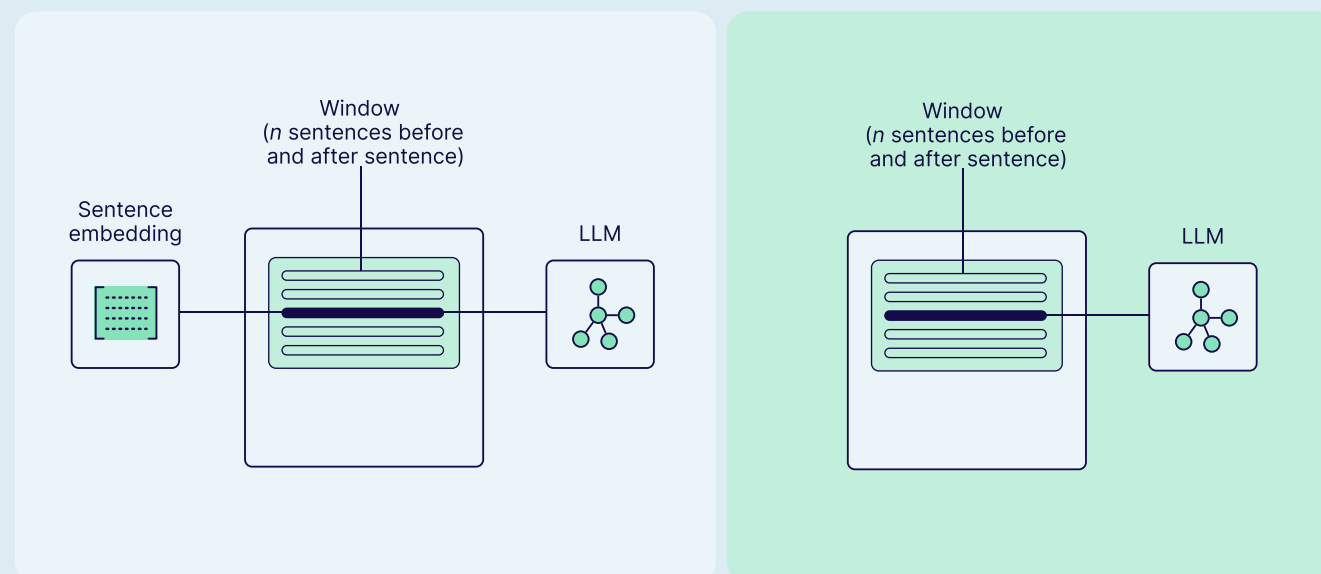 Window
(n sentences before
and after sentence)
Sentence
embedding
LLM
Window
(n sentences before
and after sentence)
LLM